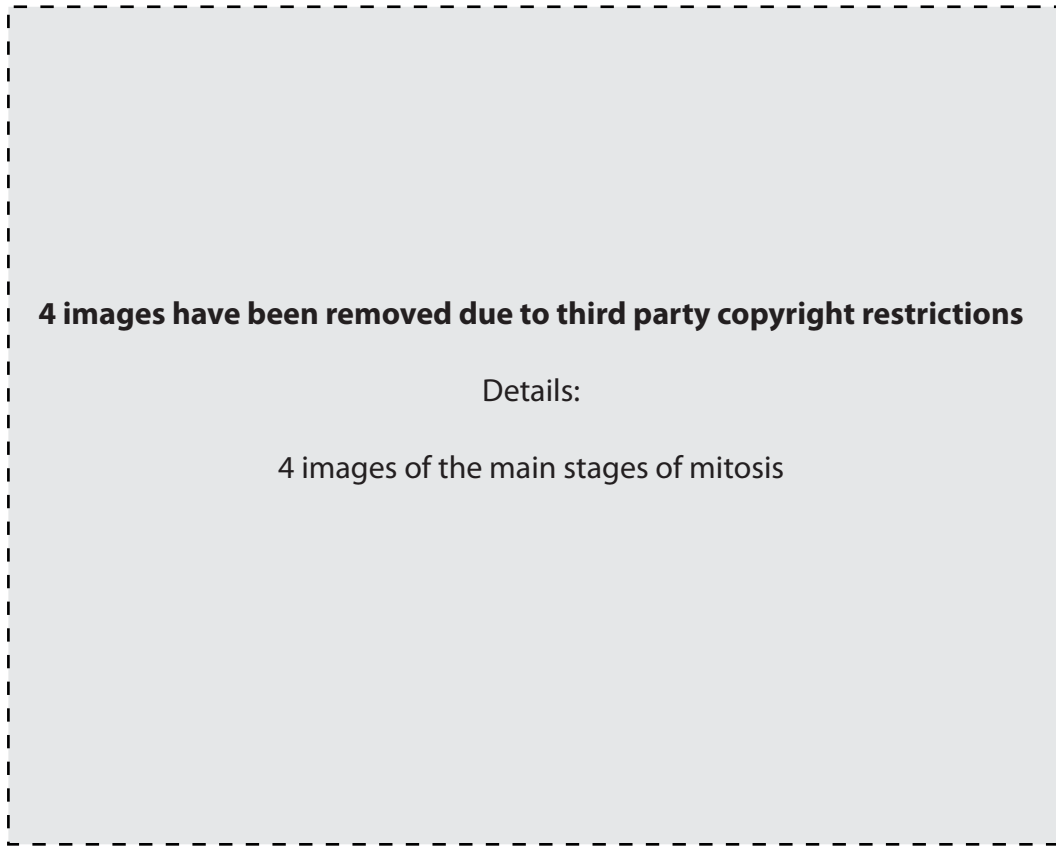 4 images have been removed due to third party copyright restrictions
Details:
4 images of the main stages of mitosis